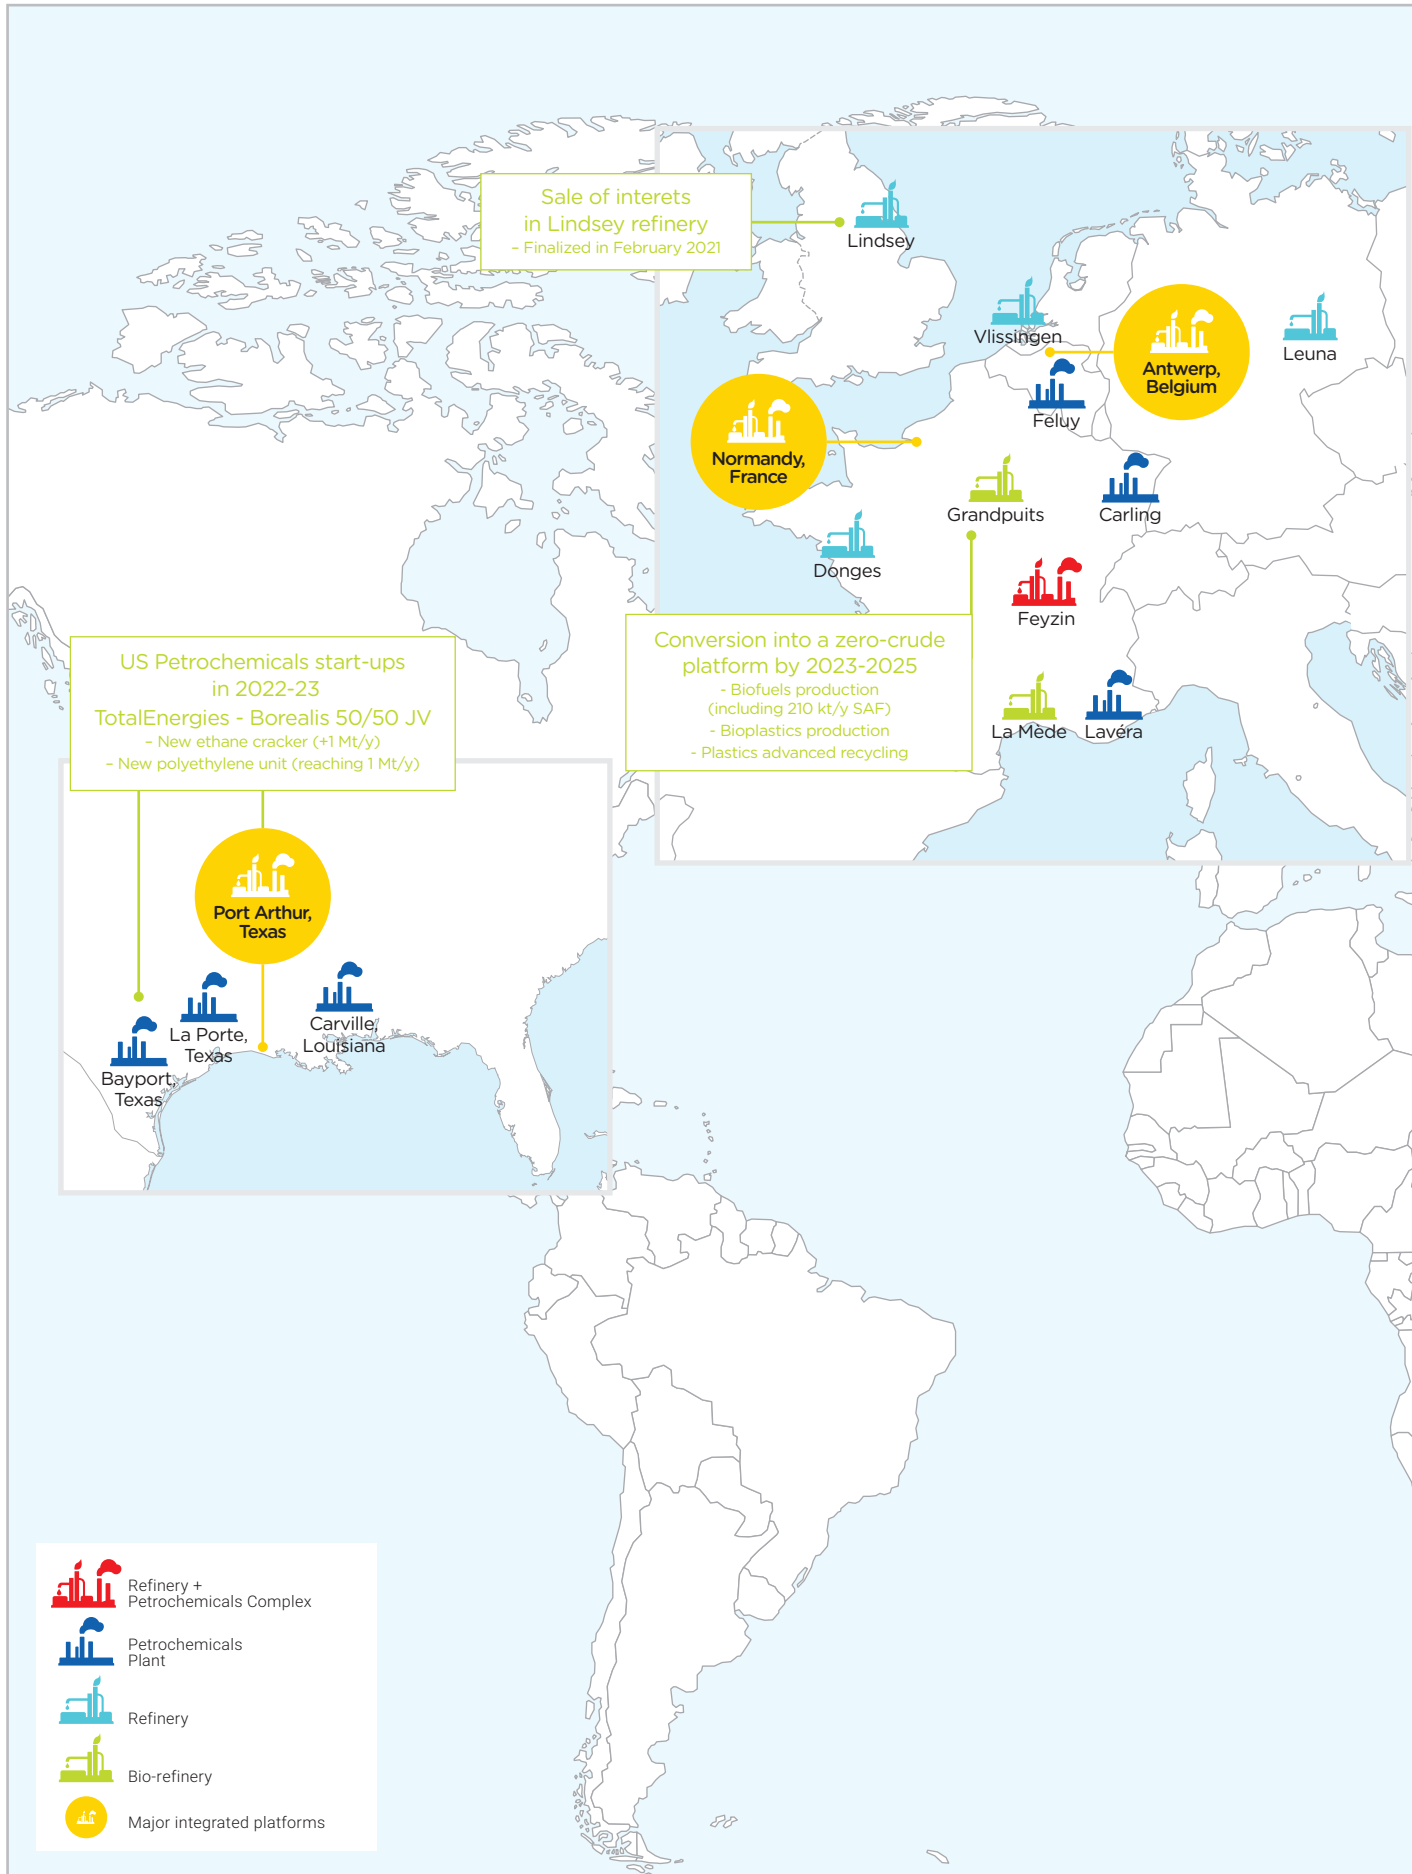 Sale of interets
in Lindsey refinery
– Finalized in February 2021
Lindsey
Vlissingen
Antwerp,
Belgium
Leuna
Feluy
Normandy,
France
Grandpuits
Carling
Donges
Feyzin
Conversion into a zero-crude
platform by 2023-2025
- Biofuels production
(including 210 kt/y SAF)
- Bioplastics production
- Plastics advanced recycling
La Mède
Lavéra
US Petrochemicals start-ups
in 2022-23
TotalEnergies - Borealis 50/50 JV
– New ethane cracker (+1 Mt/y)
– New polyethylene unit (reaching 1 Mt/y)
Port Arthur,
Texas
La Porte,
Texas
Carville,
Louisiana
Bayport,
Texas
Refinery +
Petrochemicals Complex
Petrochemicals
Plant
Refinery
Bio-refinery
Major integrated platforms